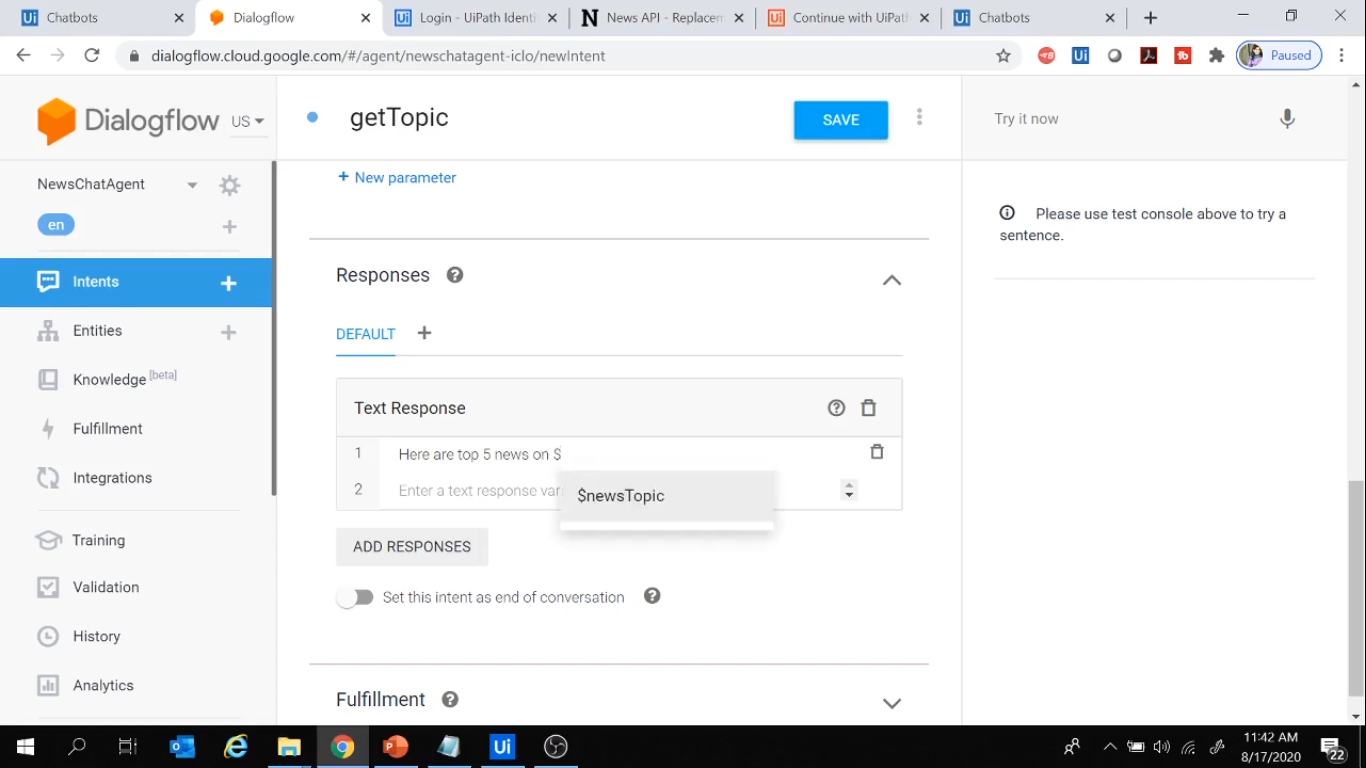 Chatbots
Dialogflow
Login - UiPath Identi
News API - Replacem
Continue with UiPath
Chatbots
dialogflow.cloud.google.com/#/agent/newschatagent-iclo/newIntent
Paused
Dialogflow
US
getTopic
SAVE
Try it now
NewsChatAgent
en
+ New parameter
Please use test console above to try a
sentence.
Intents
Entities
Knowledge [beta]
Fulfillment
Integrations
Training
Validation
History
Analytics
Responses
DEFAULT
Text Response
1 Here are top 5 news on $
2 Enter a text response var
$newsTopic
ADD RESPONSES
Set this intent as end of conversation
Fulfillment
11:42 AM
8/17/2020
22